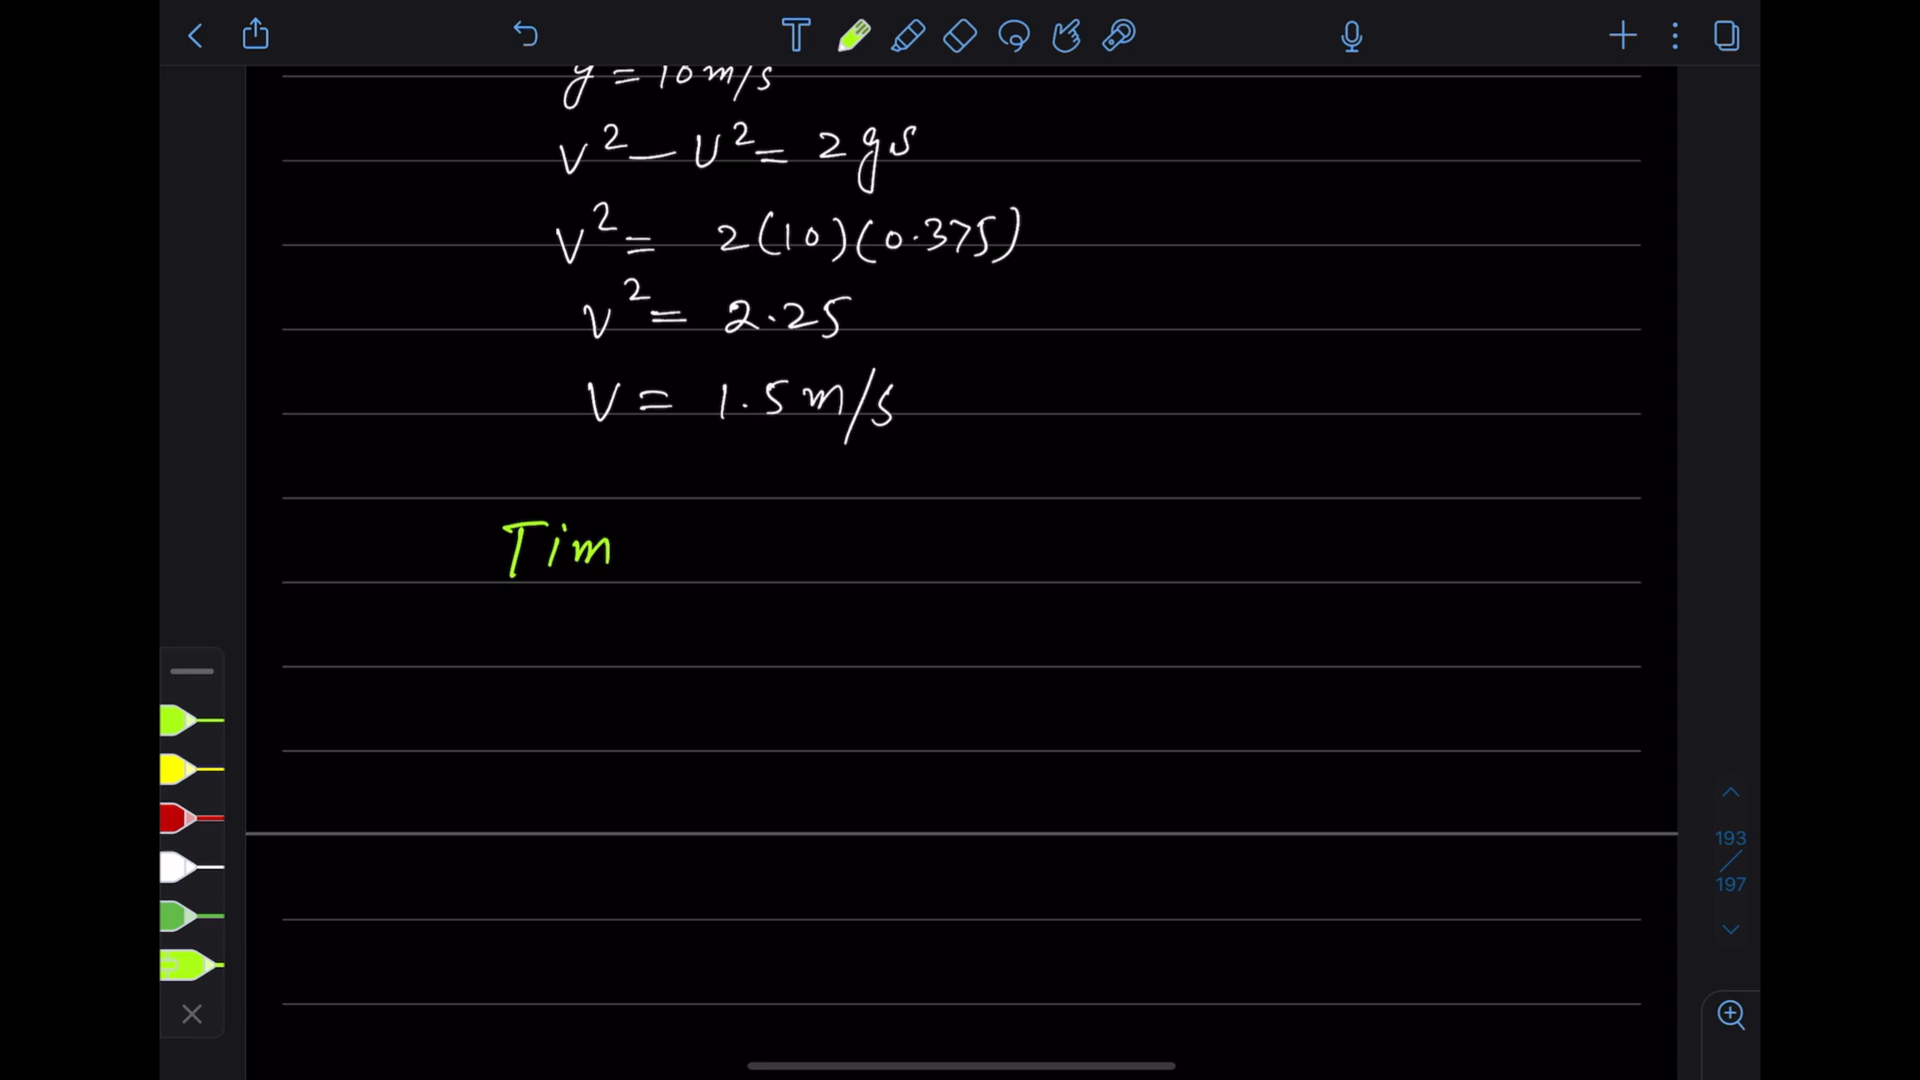 T
y = 10 m/s
v² — U² = 2gs
V² = 2(10)(0.375)
v² = 2.25
V = 1.5 m/s
Tim
193
197